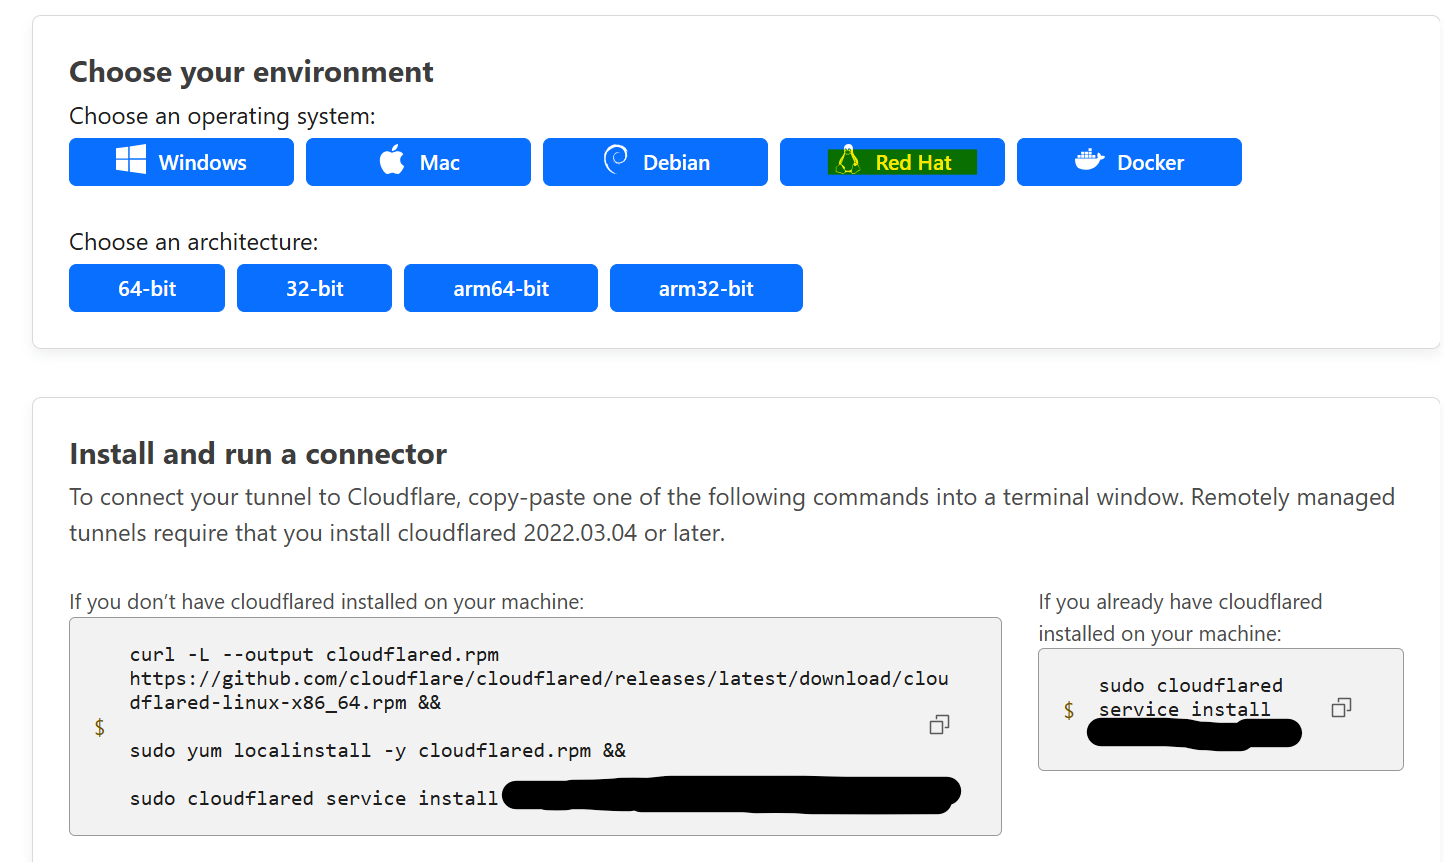 Choose your environment
Choose an operating system:
Windows Mac Debian Red Hat Docker
Choose an architecture:
64-bit 32-bit arm64-bit arm32-bit
Install and run a connector
To connect your tunnel to Cloudflare, copy-paste one of the following commands into a terminal window. Remotely managed
tunnels require that you install cloudflared 2022.03.04 or later.
If you don’t have cloudflared installed on your machine:
$
curl -L --output cloudflared.rpm
https://github.com/cloudflare/cloudflared/releases/latest/download/clou
dflared-linux-x86_64.rpm &&
sudo yum localinstall -y cloudflared.rpm &&
sudo cloudflared service install
If you already have cloudflared
installed on your machine:
$
sudo cloudflared
service install